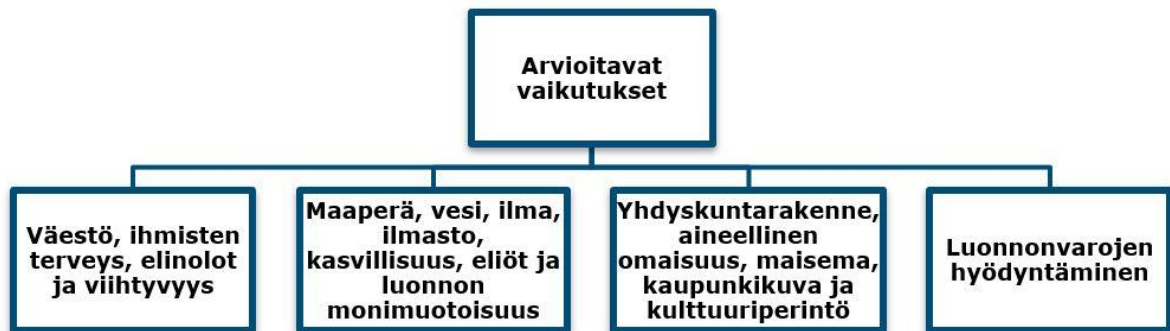 Arvioitavat
vaikutukset
Väestö, ihmisten
terveys, elinolot
ja viihtyvyys
Maaperä, vesi, ilma,
ilmasto,
kasvillisuus, eliöt ja
luonnon
monimuotoisuus
Yhdyskuntarakenne,
aineellinen
omaisuus, maisema,
kaupunkikuva ja
kulttuuriperintö
Luonnonvarojen
hyödyntäminen